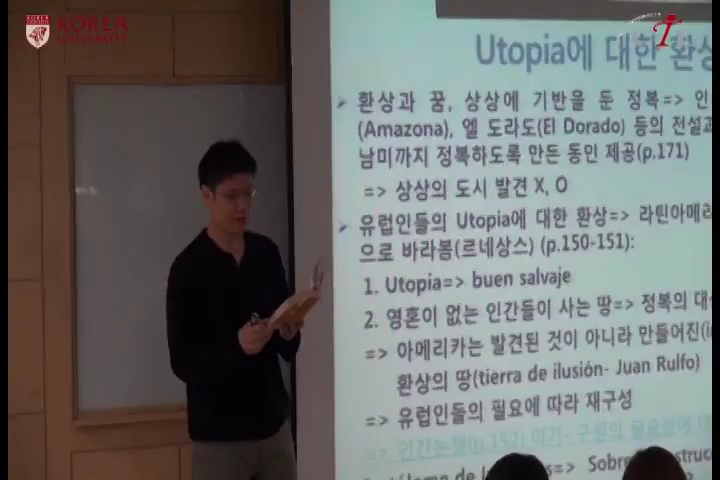 KOREA
UNIVERSITY
Utopia에 대한 환상
환상과 꿈, 상상에 기반을 둔 정복=> 인
(Amazona), 엘 도라도(El Dorado) 등의 전설과
남미까지 정복하도록 만든 동인 제공(p.171)
=> 상상의 도시 발견 X, O
유럽인들의 Utopia에 대한 환상=> 라틴아메리
으로 바라봄(르네상스) (p.150-151):
1. Utopia=> buen salvaje
2. 영혼이 없는 인간들이 사는 땅=> 정복의 대
=> 아메리카는 발견된 것이 아니라 만들어진(i
환상의 땅(tierra de ilusión- Juan Rulfo)
=> 유럽인들의 필요에 따라 재구성
=> 인간논쟁(p.152) 야기-